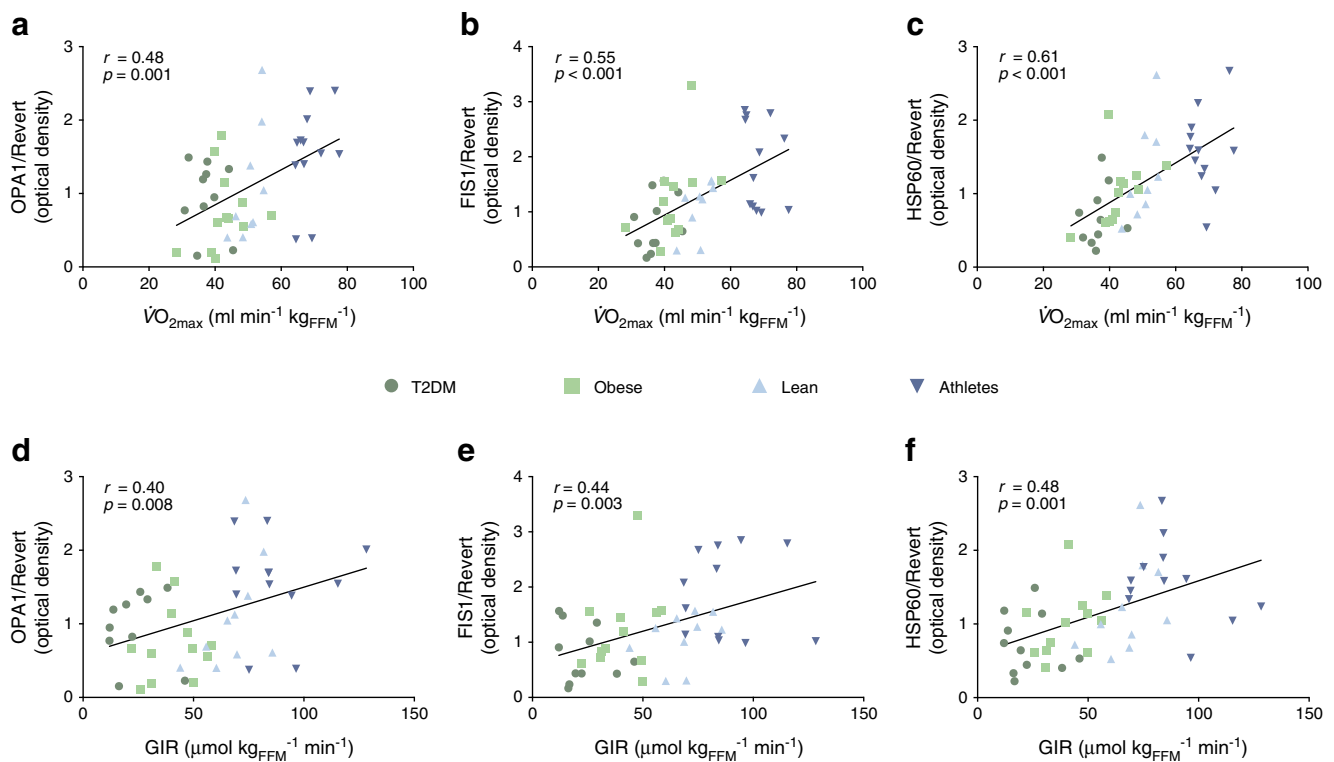 a
r = 0.48
p = 0.001
OPA1/Revert
(optical density)
3
2
1
0
0 20 40 60 80 100
V̇O2max (ml min⁻¹ kgFFM⁻¹)
b
r = 0.55
p < 0.001
FIS1/Revert
(optical density)
4
3
2
1
0
0 20 40 60 80 100
V̇O2max (ml min⁻¹ kgFFM⁻¹)
c
r = 0.61
p < 0.001
HSP60/Revert
(optical density)
3
2
1
0
0 20 40 60 80 100
V̇O2max (ml min⁻¹ kgFFM⁻¹)
T2DM Obese Lean Athletes
d
r = 0.40
p = 0.008
OPA1/Revert
(optical density)
3
2
1
0
0 50 100 150
GIR (μmol kgFFM⁻¹ min⁻¹)
e
r = 0.44
p = 0.003
FIS1/Revert
(optical density)
4
3
2
1
0
0 50 100 150
GIR (μmol kgFFM⁻¹ min⁻¹)
f
r = 0.48
p = 0.001
HSP60/Revert
(optical density)
3
2
1
0
0 50 100 150
GIR (μmol kgFFM⁻¹ min⁻¹)